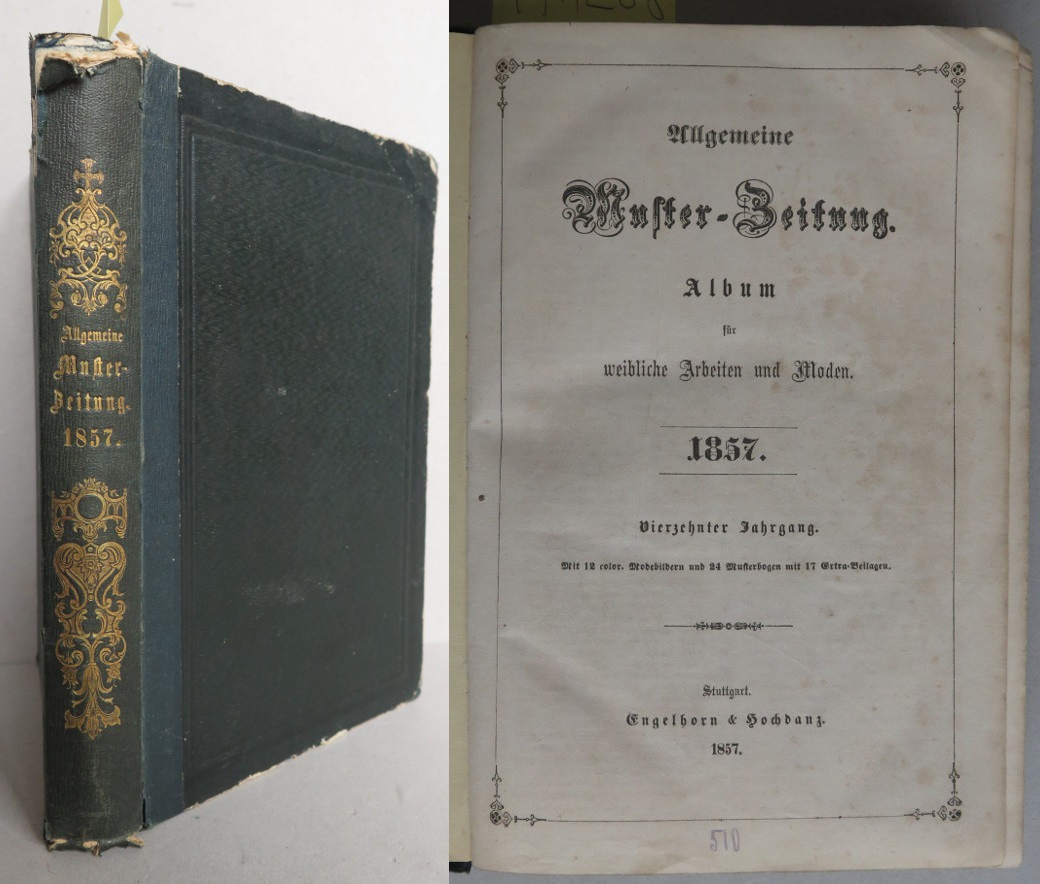 Allgemeine
Muster-
Zeitung.
1857.
Allgemeine
Muſter-Zeitung.
Album
für
weibliche Arbeiten und Moden.
1857.
Vierzehnter Jahrgang.
Mit 12 color. Modebildern und 24 Muſterbogen mit 17 Extra-Beilagen.
Stuttgart.
Engelhorn & Hochdanz.
1857.
510